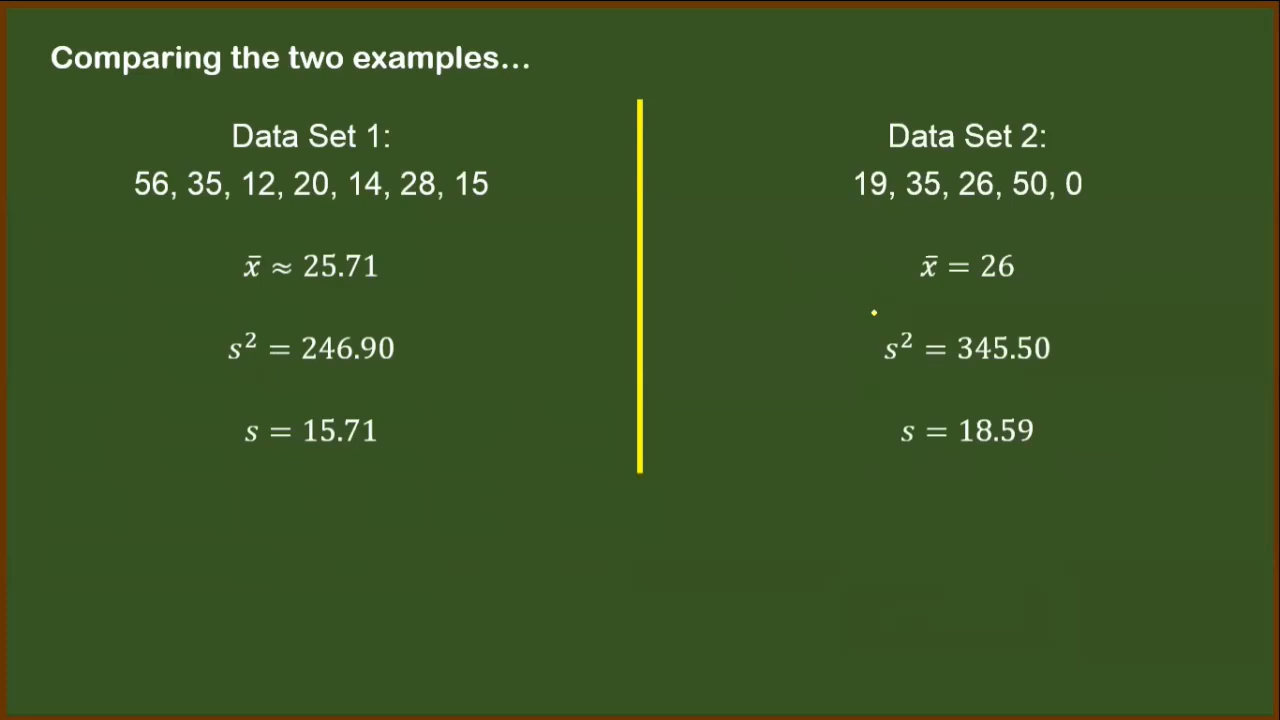 Comparing the two examples...
Data Set 1:
56, 35, 12, 20, 14, 28, 15
x̄ ≈ 25.71
s² = 246.90
s = 15.71
Data Set 2:
19, 35, 26, 50, 0
x̄ = 26
s² = 345.50
s = 18.59